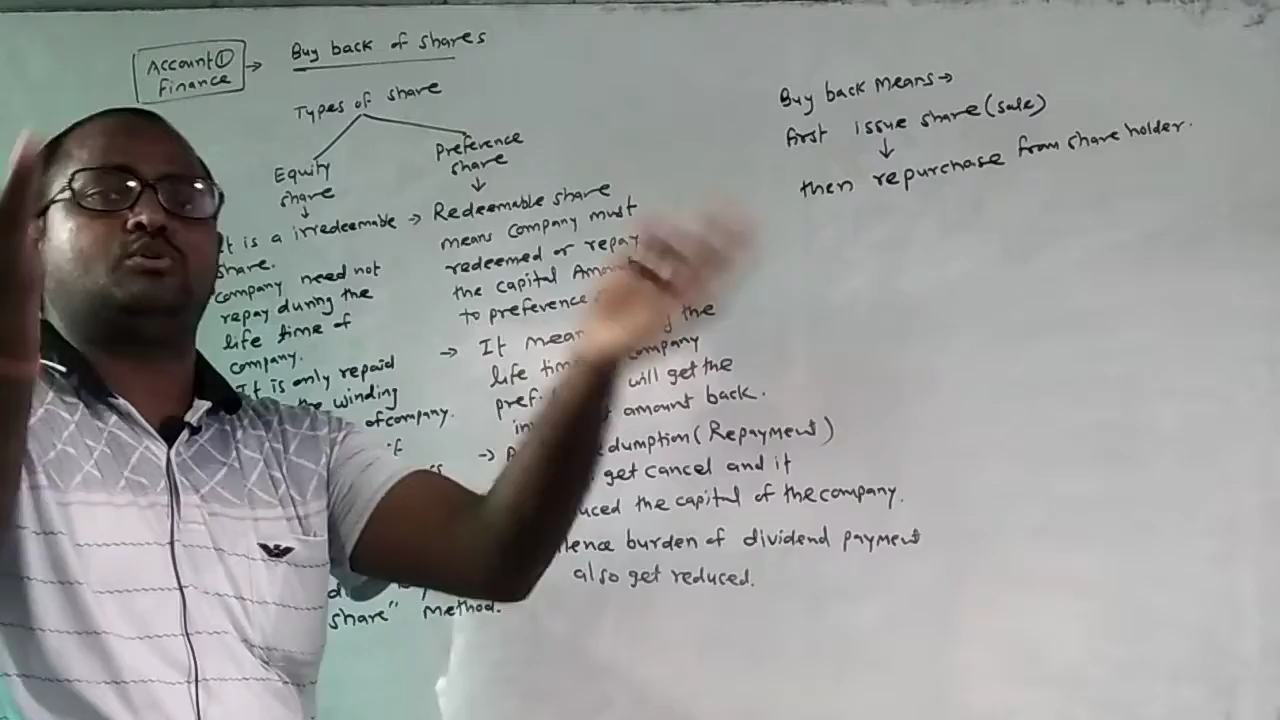 Account ①
Finance
→ Buy back of shares
Types of share
Equity
share
↓
It is a irredeemable
share.
company need not
repay during the
life time of
company.
It is only repaid
the winding
of company.
share" Method.
Preference
share
↓
→ Redeemable share
means company must
redeemed or repay
the capital Amount
to preference
→ It mean the
life time company
pref. will get the
amount back.
→ dumption (Repayment)
get cancel and it
uced the capital of the company.
Hence burden of dividend payment
also get reduced.
Buy back means →
first issue share (sale)
↓
then repurchase from share holder.